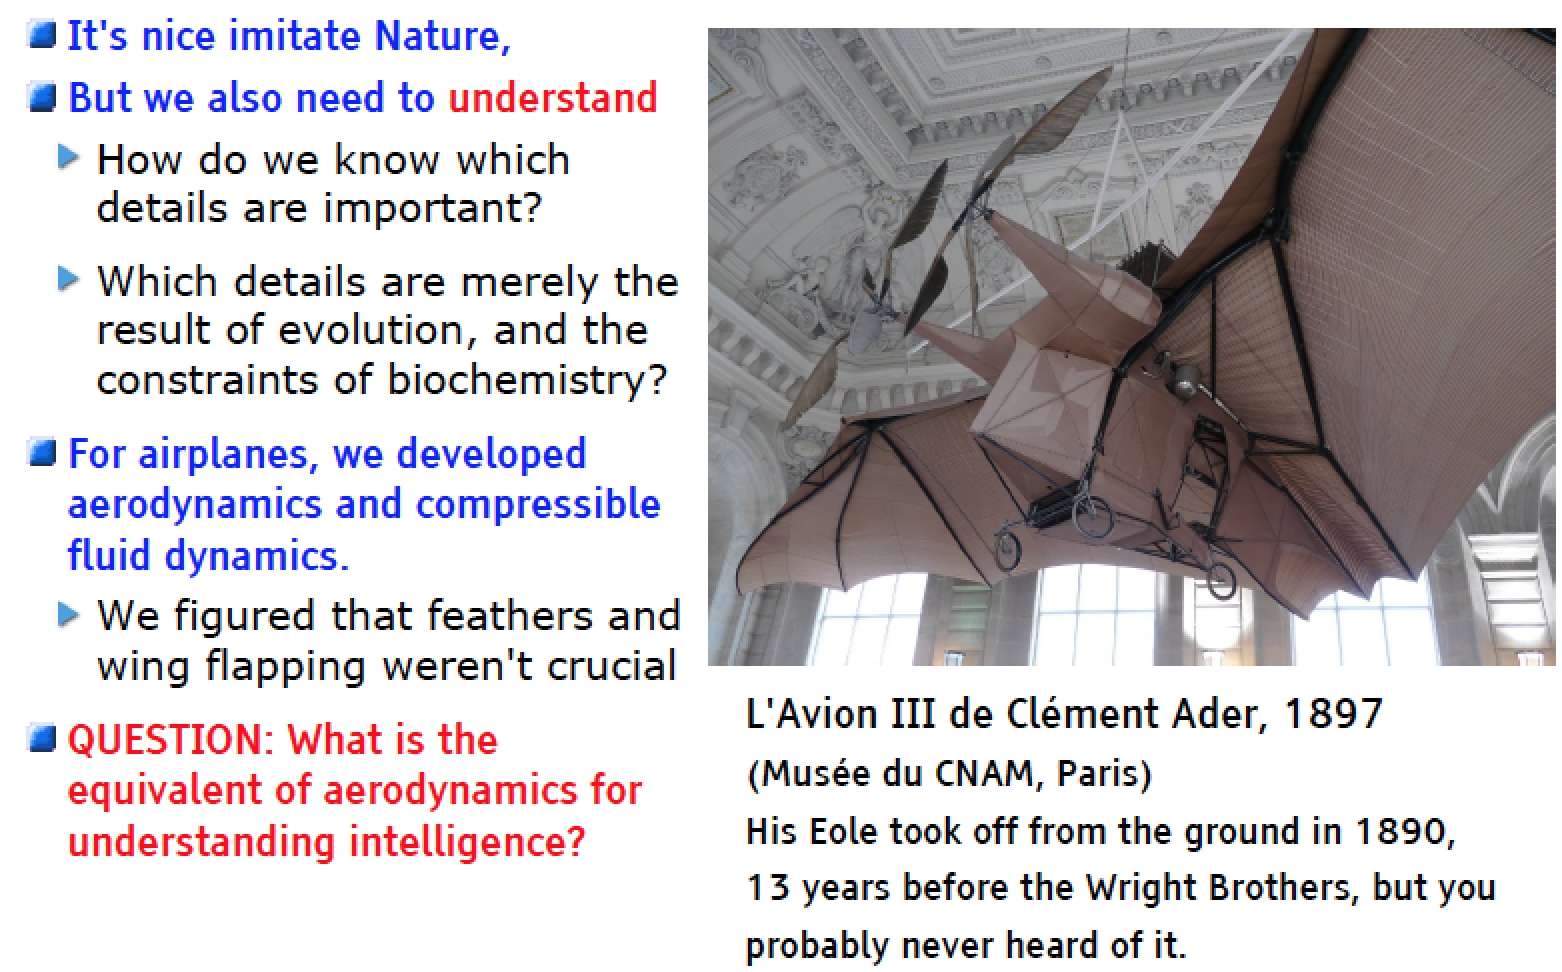 It's nice imitate Nature,
But we also need to understand
How do we know which
details are important?
Which details are merely the
result of evolution, and the
constraints of biochemistry?
For airplanes, we developed
aerodynamics and compressible
fluid dynamics.
We figured that feathers and
wing flapping weren't crucial
QUESTION: What is the
equivalent of aerodynamics for
understanding intelligence?
L'Avion III de Clément Ader, 1897
(Musée du CNAM, Paris)
His Eole took off from the ground in 1890,
13 years before the Wright Brothers, but you
probably never heard of it.